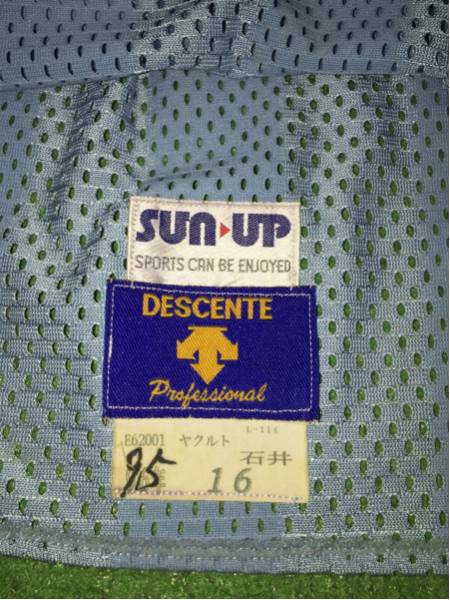 SUN UP
SPORTS CAN BE ENJOYED
DESCENTE
Professional
L-114
E62001 ヤクルト
石井
95
16